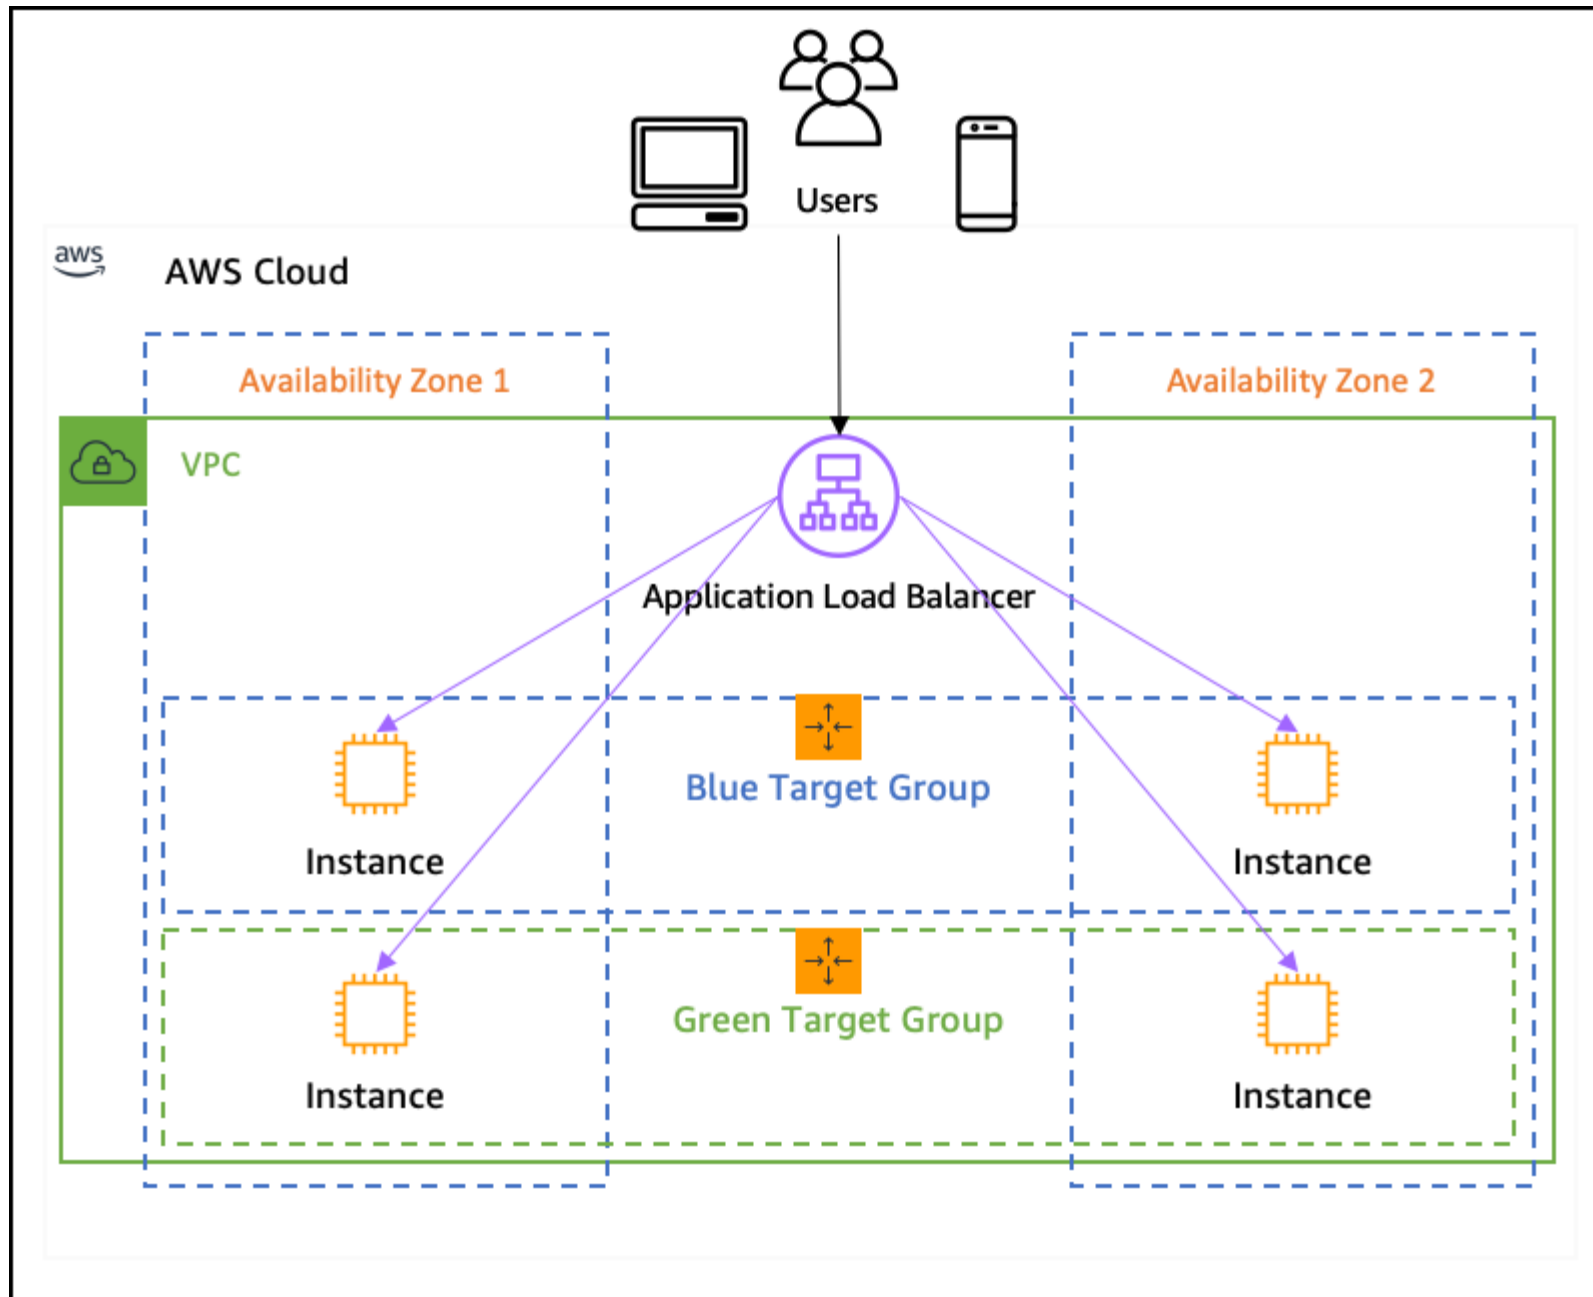 Users
aws
AWS Cloud
Availability Zone 1
Availability Zone 2
VPC
Application Load Balancer
Blue Target Group
Instance
Instance
Green Target Group
Instance
Instance